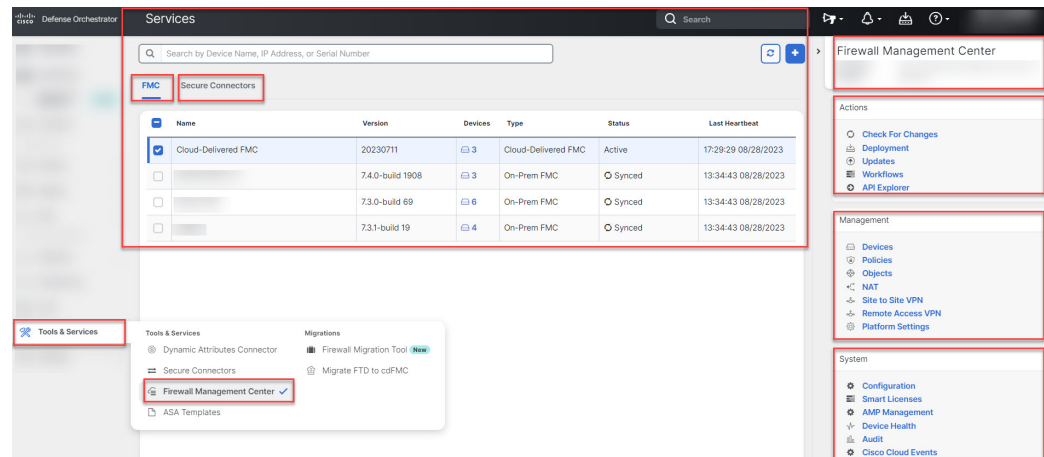 cisco Defense Orchestrator
Services
Search
Search by Device Name, IP Address, or Serial Number
FMC
Secure Connectors
Name Version Devices Type Status Last Heartbeat
Cloud-Delivered FMC 20230711 3 Cloud-Delivered FMC Active 17:29:29 08/28/2023
7.4.0-build 1908 3 On-Prem FMC Synced 13:34:43 08/28/2023
7.3.0-build 69 6 On-Prem FMC Synced 13:34:43 08/28/2023
7.3.1-build 19 4 On-Prem FMC Synced 13:34:43 08/28/2023
Tools & Services
Tools & Services
Dynamic Attributes Connector
Secure Connectors
Firewall Management Center
ASA Templates
Migrations
Firewall Migration Tool New
Migrate FTD to cdFMC
Firewall Management Center
Actions
Check For Changes
Deployment
Updates
Workflows
API Explorer
Management
Devices
Policies
Objects
NAT
Site to Site VPN
Remote Access VPN
Platform Settings
System
Configuration
Smart Licenses
AMP Management
Device Health
Audit
Cisco Cloud Events